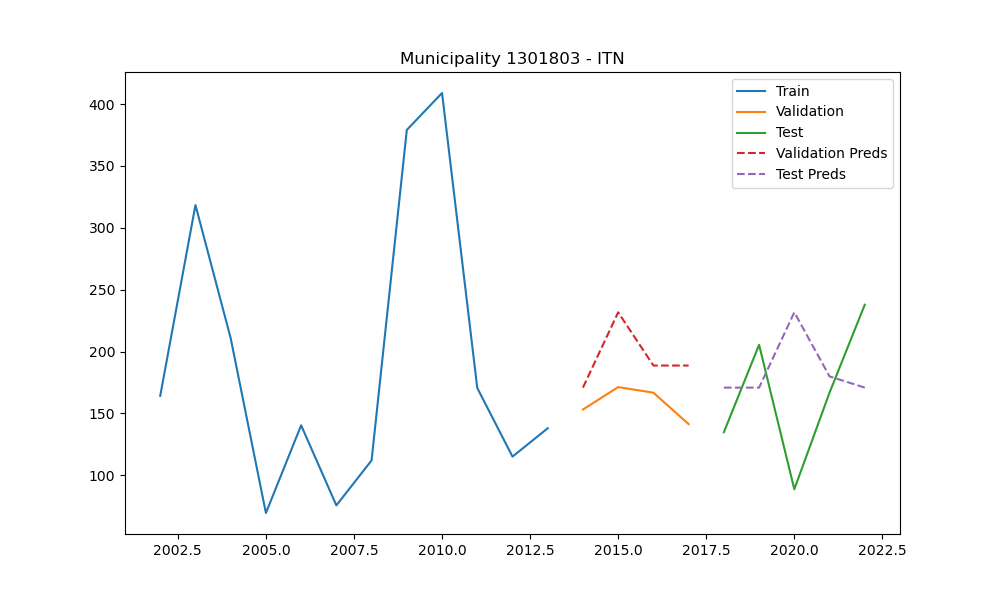 Municipality 1301803 - ITN
Train
Validation
Test
Validation Preds
Test Preds
400
350
300
250
200
150
100
2002.5 2005.0 2007.5 2010.0 2012.5 2015.0 2017.5 2020.0 2022.5